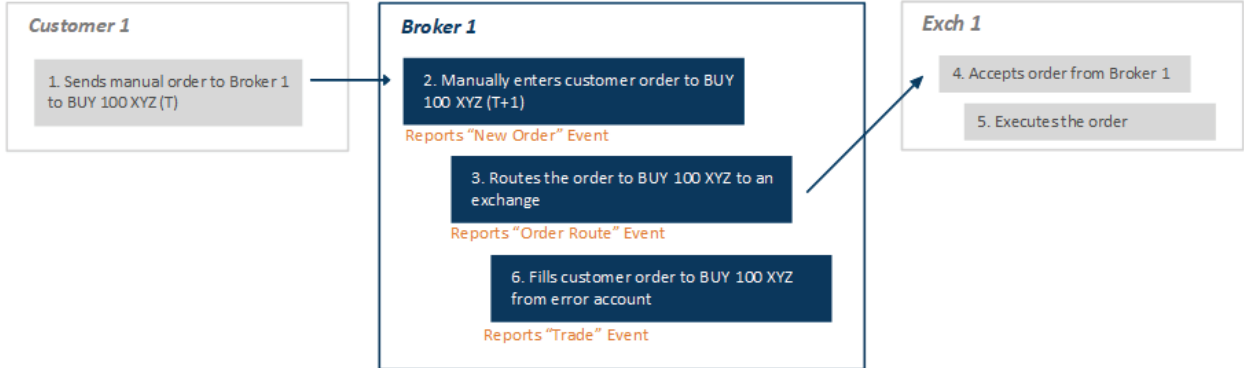 Customer 1
1. Sends manual order to Broker 1
to BUY 100 XYZ (T)
Broker 1
2. Manually enters customer order to BUY
100 XYZ (T+1)
Reports "New Order" Event
3. Routes the order to BUY 100 XYZ to an
exchange
Reports "Order Route" Event
6. Fills customer order to BUY 100 XYZ
from error account
Reports "Trade" Event
Exch 1
4. Accepts order from Broker 1
5. Executes the order